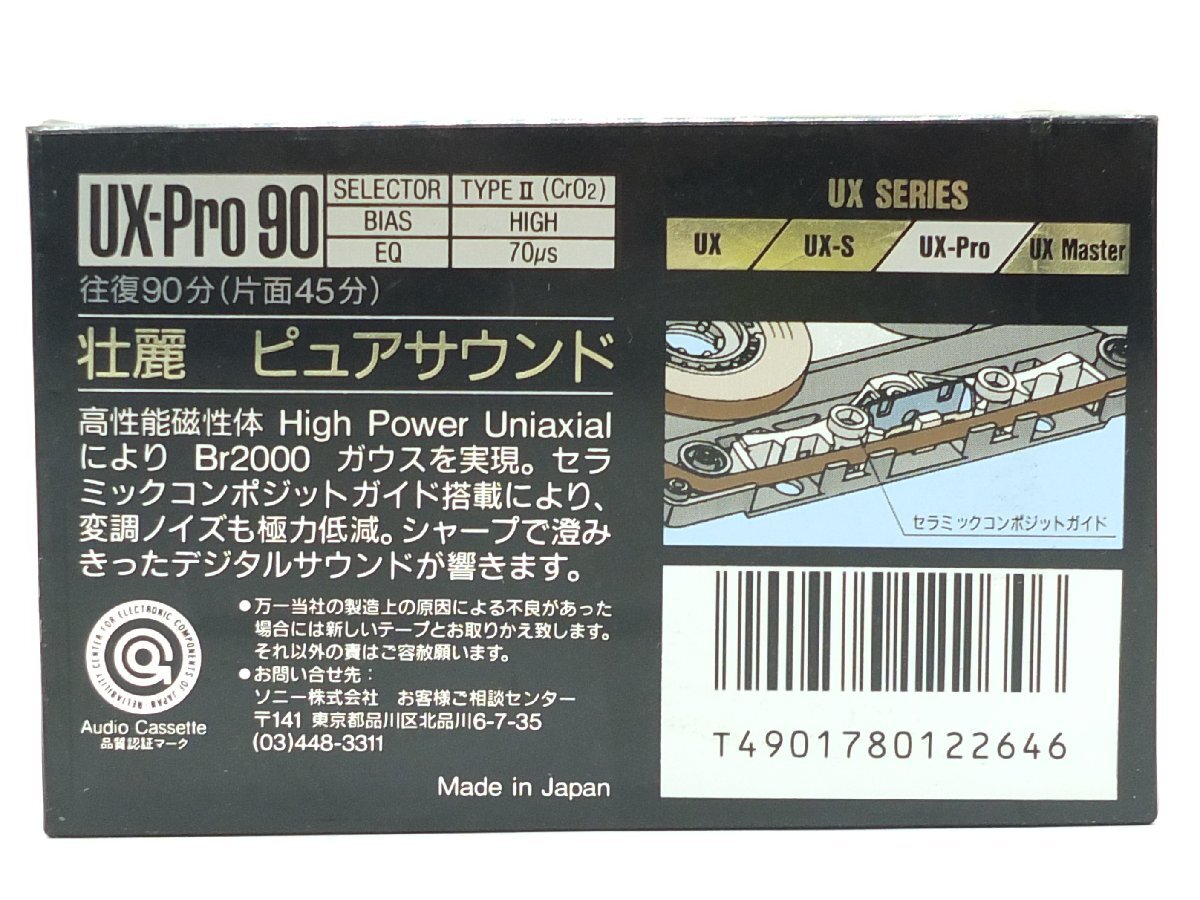 UX-Pro 90
SELECTOR TYPE II (CrO2)
BIAS HIGH
EQ 70μs
往復90分(片面45分)
壮麗 ピュアサウンド
高性能磁性体 High Power Uniaxial
により Br2000 ガウスを実現。セラ
ミックコンポジットガイド搭載により、
変調ノイズも極力低減。シャープで澄み
きったデジタルサウンドが響きます。
RELIABILITY CENTER FOR ELECTRONIC COMPONENTS OF JAPAN
Audio Cassette
品質認証マーク
●万一当社の製造上の原因による不良があった
場合には新しいテープとお取りかえ致します。
それ以外の責はご容赦願います。
●お問い合せ先：
ソニー株式会社 お客様ご相談センター
〒141 東京都品川区北品川6-7-35
(03)448-3311
Made in Japan
UX SERIES
UX UX-S UX-Pro UX Master
セラミックコンポジットガイド
T4901780122646